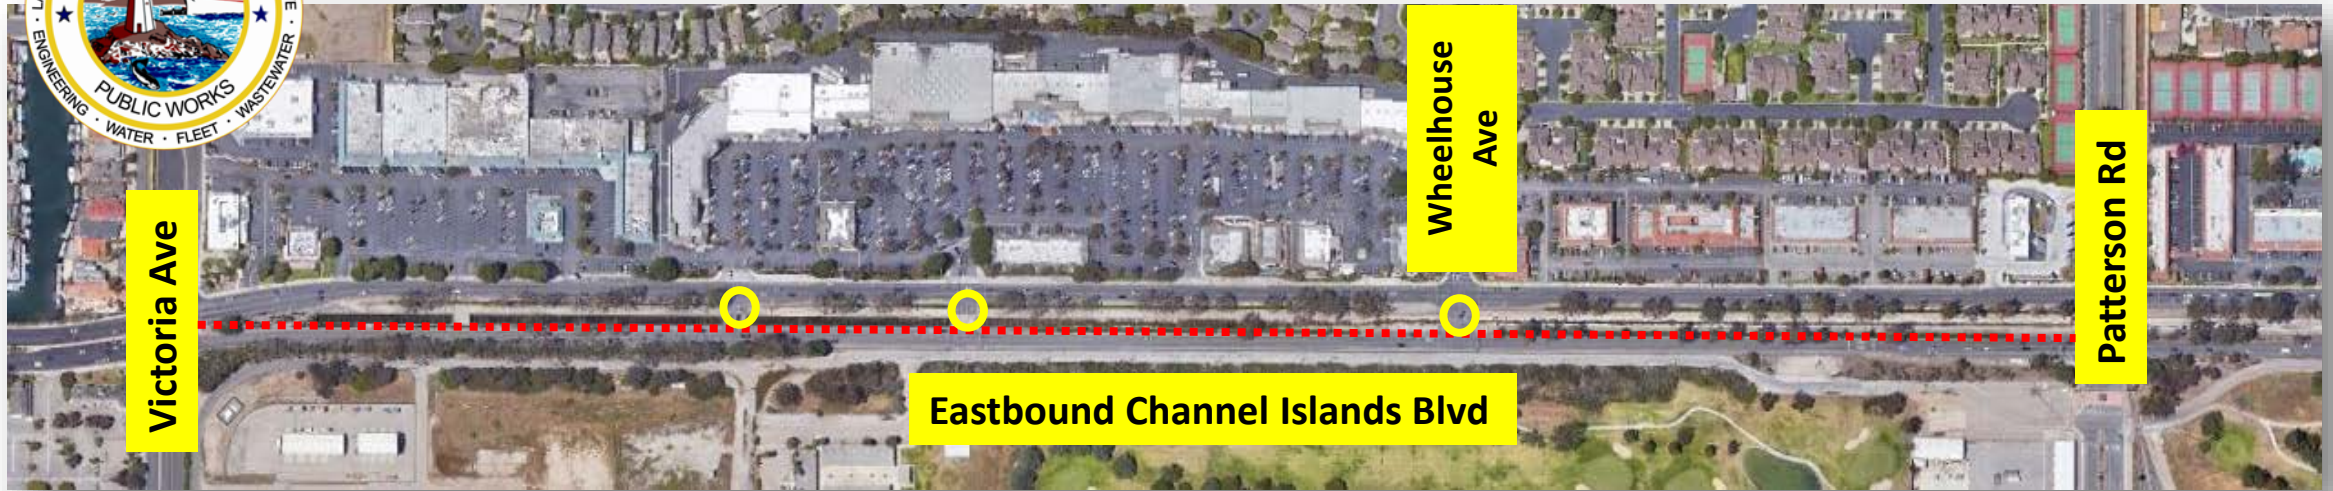 PUBLIC WORKS
ENGINEERING · WATER · FLEET · WASTEWATER
Victoria Ave
Wheelhouse
Ave
Patterson Rd
Eastbound Channel Islands Blvd